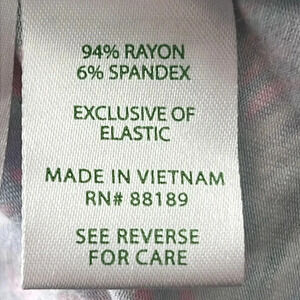 94% RAYON
6% SPANDEX
EXCLUSIVE OF
ELASTIC
MADE IN VIETNAM
RN# 88189
SEE REVERSE
FOR CARE